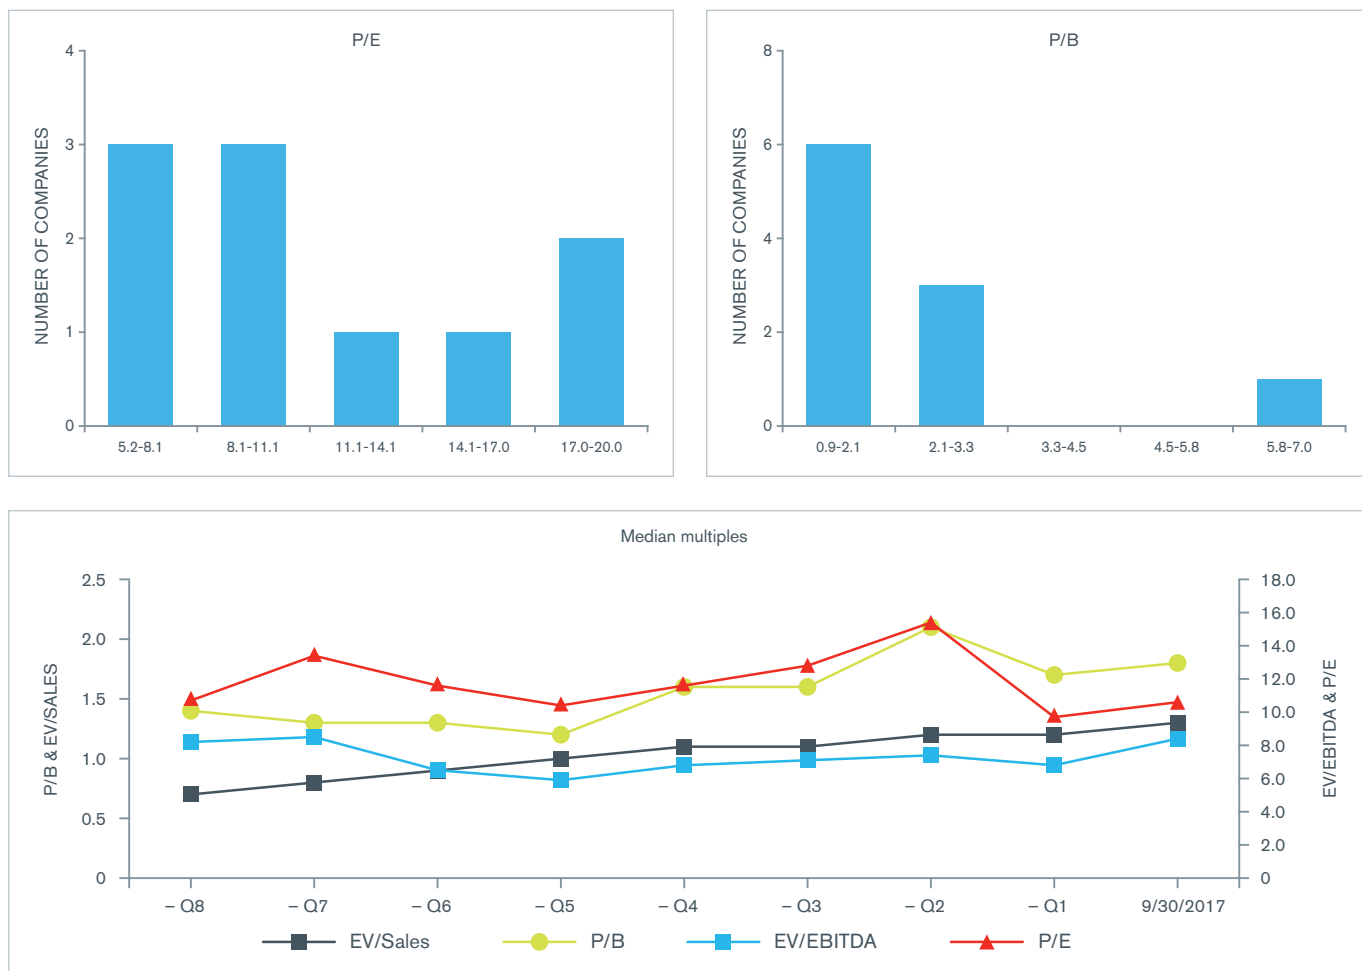 P/E
4
3
2
1
0
NUMBER OF COMPANIES
5.2-8.1 8.1-11.1 11.1-14.1 14.1-17.0 17.0-20.0
P/B
8
6
4
2
0
NUMBER OF COMPANIES
0.9-2.1 2.1-3.3 3.3-4.5 4.5-5.8 5.8-7.0
Median multiples
P/B & EV/SALES
2.5
2.0
1.5
1.0
0.5
0
18.0
16.0
14.0
12.0
10.0
8.0
6.0
4.0
2.0
0
EV/EBITDA & P/E
– Q8 – Q7 – Q6 – Q5 – Q4 – Q3 – Q2 – Q1 9/30/2017
EV/Sales P/B EV/EBITDA P/E